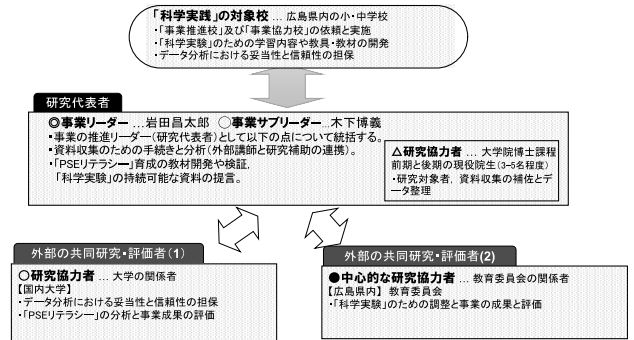 「科学実践」の対象校 … 広島県内の小・中学校
・「事業推進校」及び「事業協力校」の依頼と実施
・「科学実験」のための学習内容や教具・教材の開発
・データ分析における妥当性と信頼性の担保
研究代表者
◎事業リーダー …岩田昌太郎 ○事業サブリーダー…木下博義
・事業の推進リーダー（研究代表者）として以下の点について統括する。
・資料収集のための手続きと分析（外部講師と研究補助の連携）。
・「PSEリテラシー」育成の教材開発や検証，
「科学実験」の持続可能な資料の提言。
△研究協力者 … 大学院博士課程
前期と後期の現役院生（3-5名程度）
・研究対象者，資料収集の補佐とデ
ータ整理
外部の共同研究・評価者（1）
○研究協力者 … 大学の関係者
【国内大学】
・データ分析における妥当性と信頼性の担保
・「PSEリテラシー」の分析と事業成果の評価
外部の共同研究・評価者(2)
●中心的な研究協力者 … 教育委員会の関係者
【広島県内】 教育委員会
・「科学実験」のための調整と事業の成果と評価